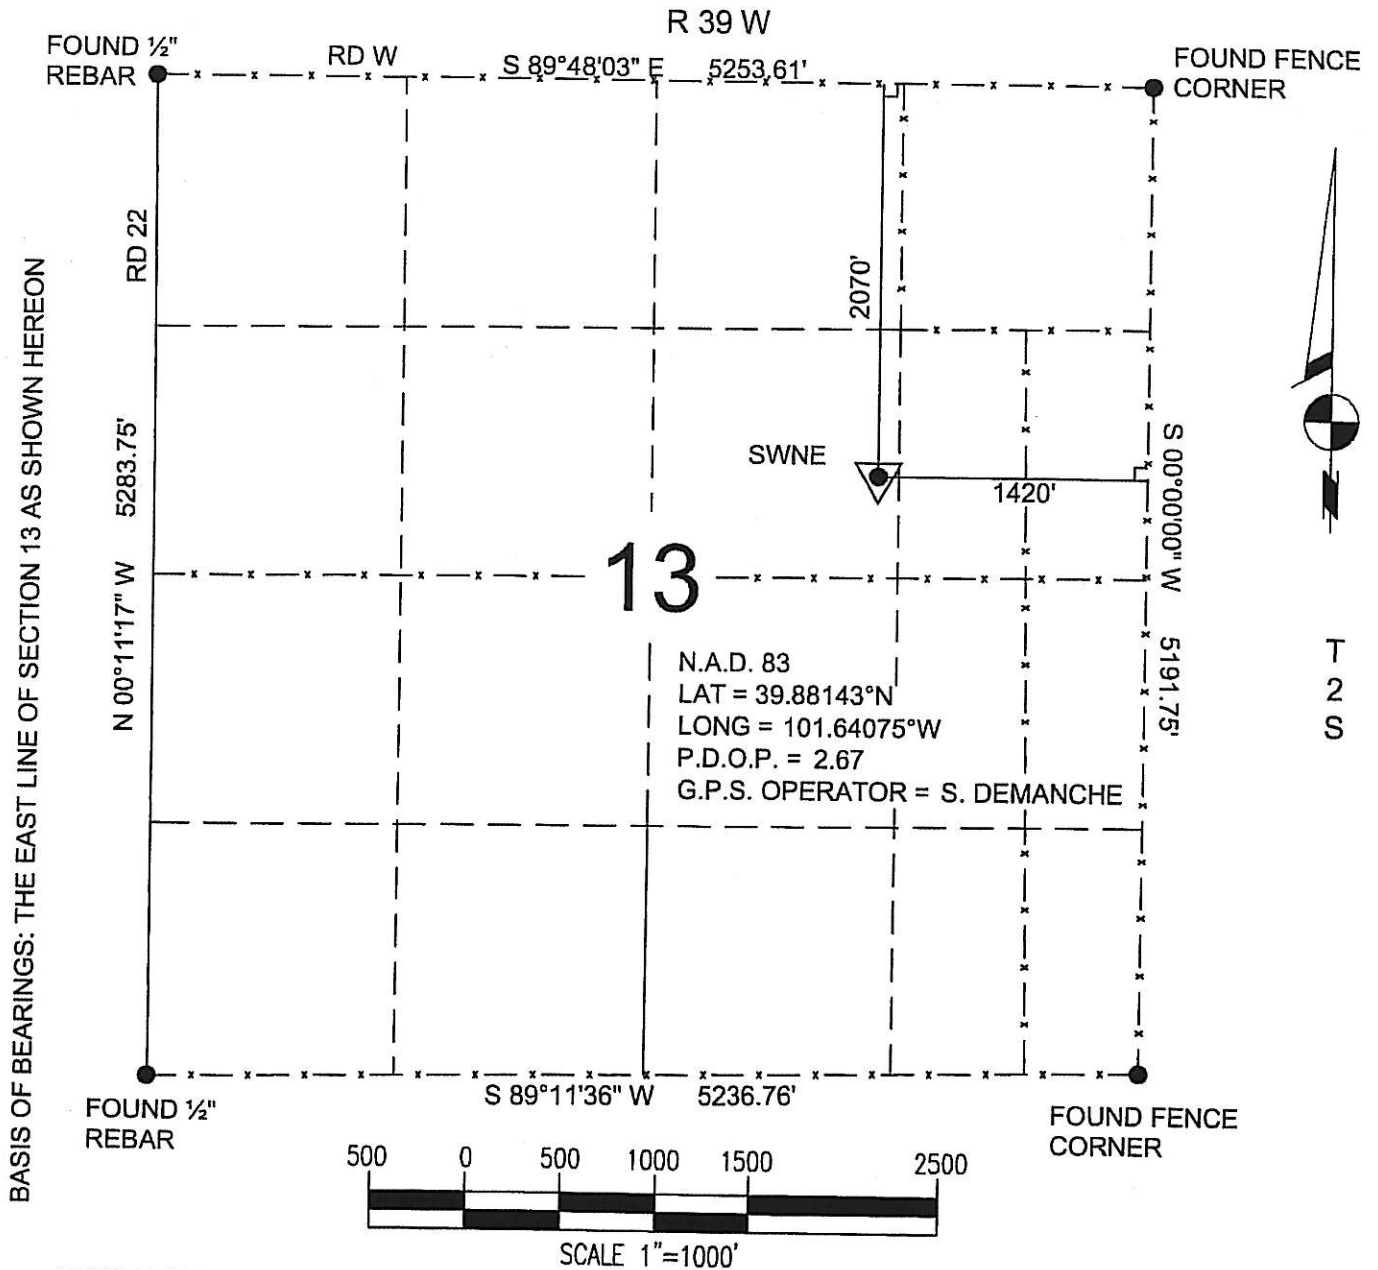 R 39 W
FOUND ½"
REBAR
RD W
S 89°48'03" E 5253.61'
FOUND FENCE
CORNER
RD 22
2070'
BASIS OF BEARINGS: THE EAST LINE OF SECTION 13 AS SHOWN HEREON
N 00°11'17" W 5283.75'
SWNE
1420'
S 00°00'00" W 5191.75'
13
N
T
2
S
N.A.D. 83
LAT = 39.88143°N
LONG = 101.64075°W
P.D.O.P. = 2.67
G.P.S. OPERATOR = S. DEMANCHE
S 89°11'36" W 5236.76'
FOUND ½"
REBAR
FOUND FENCE
CORNER
500 0 500 1000 1500 2500
SCALE 1"=1000'